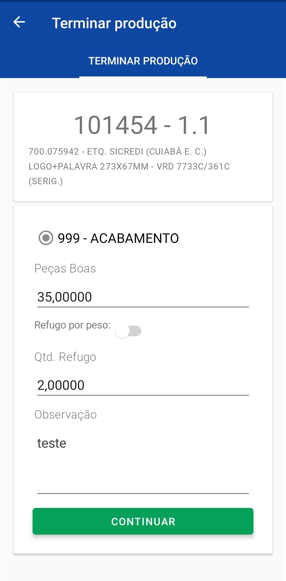 Terminar produção
TERMINAR PRODUÇÃO
101454 - 1.1
700.075942 - ETQ. SICREDI (CUIABÁ E. C.)
LOGO+PALAVRA 273X67MM - VRD 7733C/361C
(SERIG.)
999 - ACABAMENTO
Peças Boas
35,00000
Refugo por peso:
Qtd. Refugo
2,00000
Observação
teste
CONTINUAR